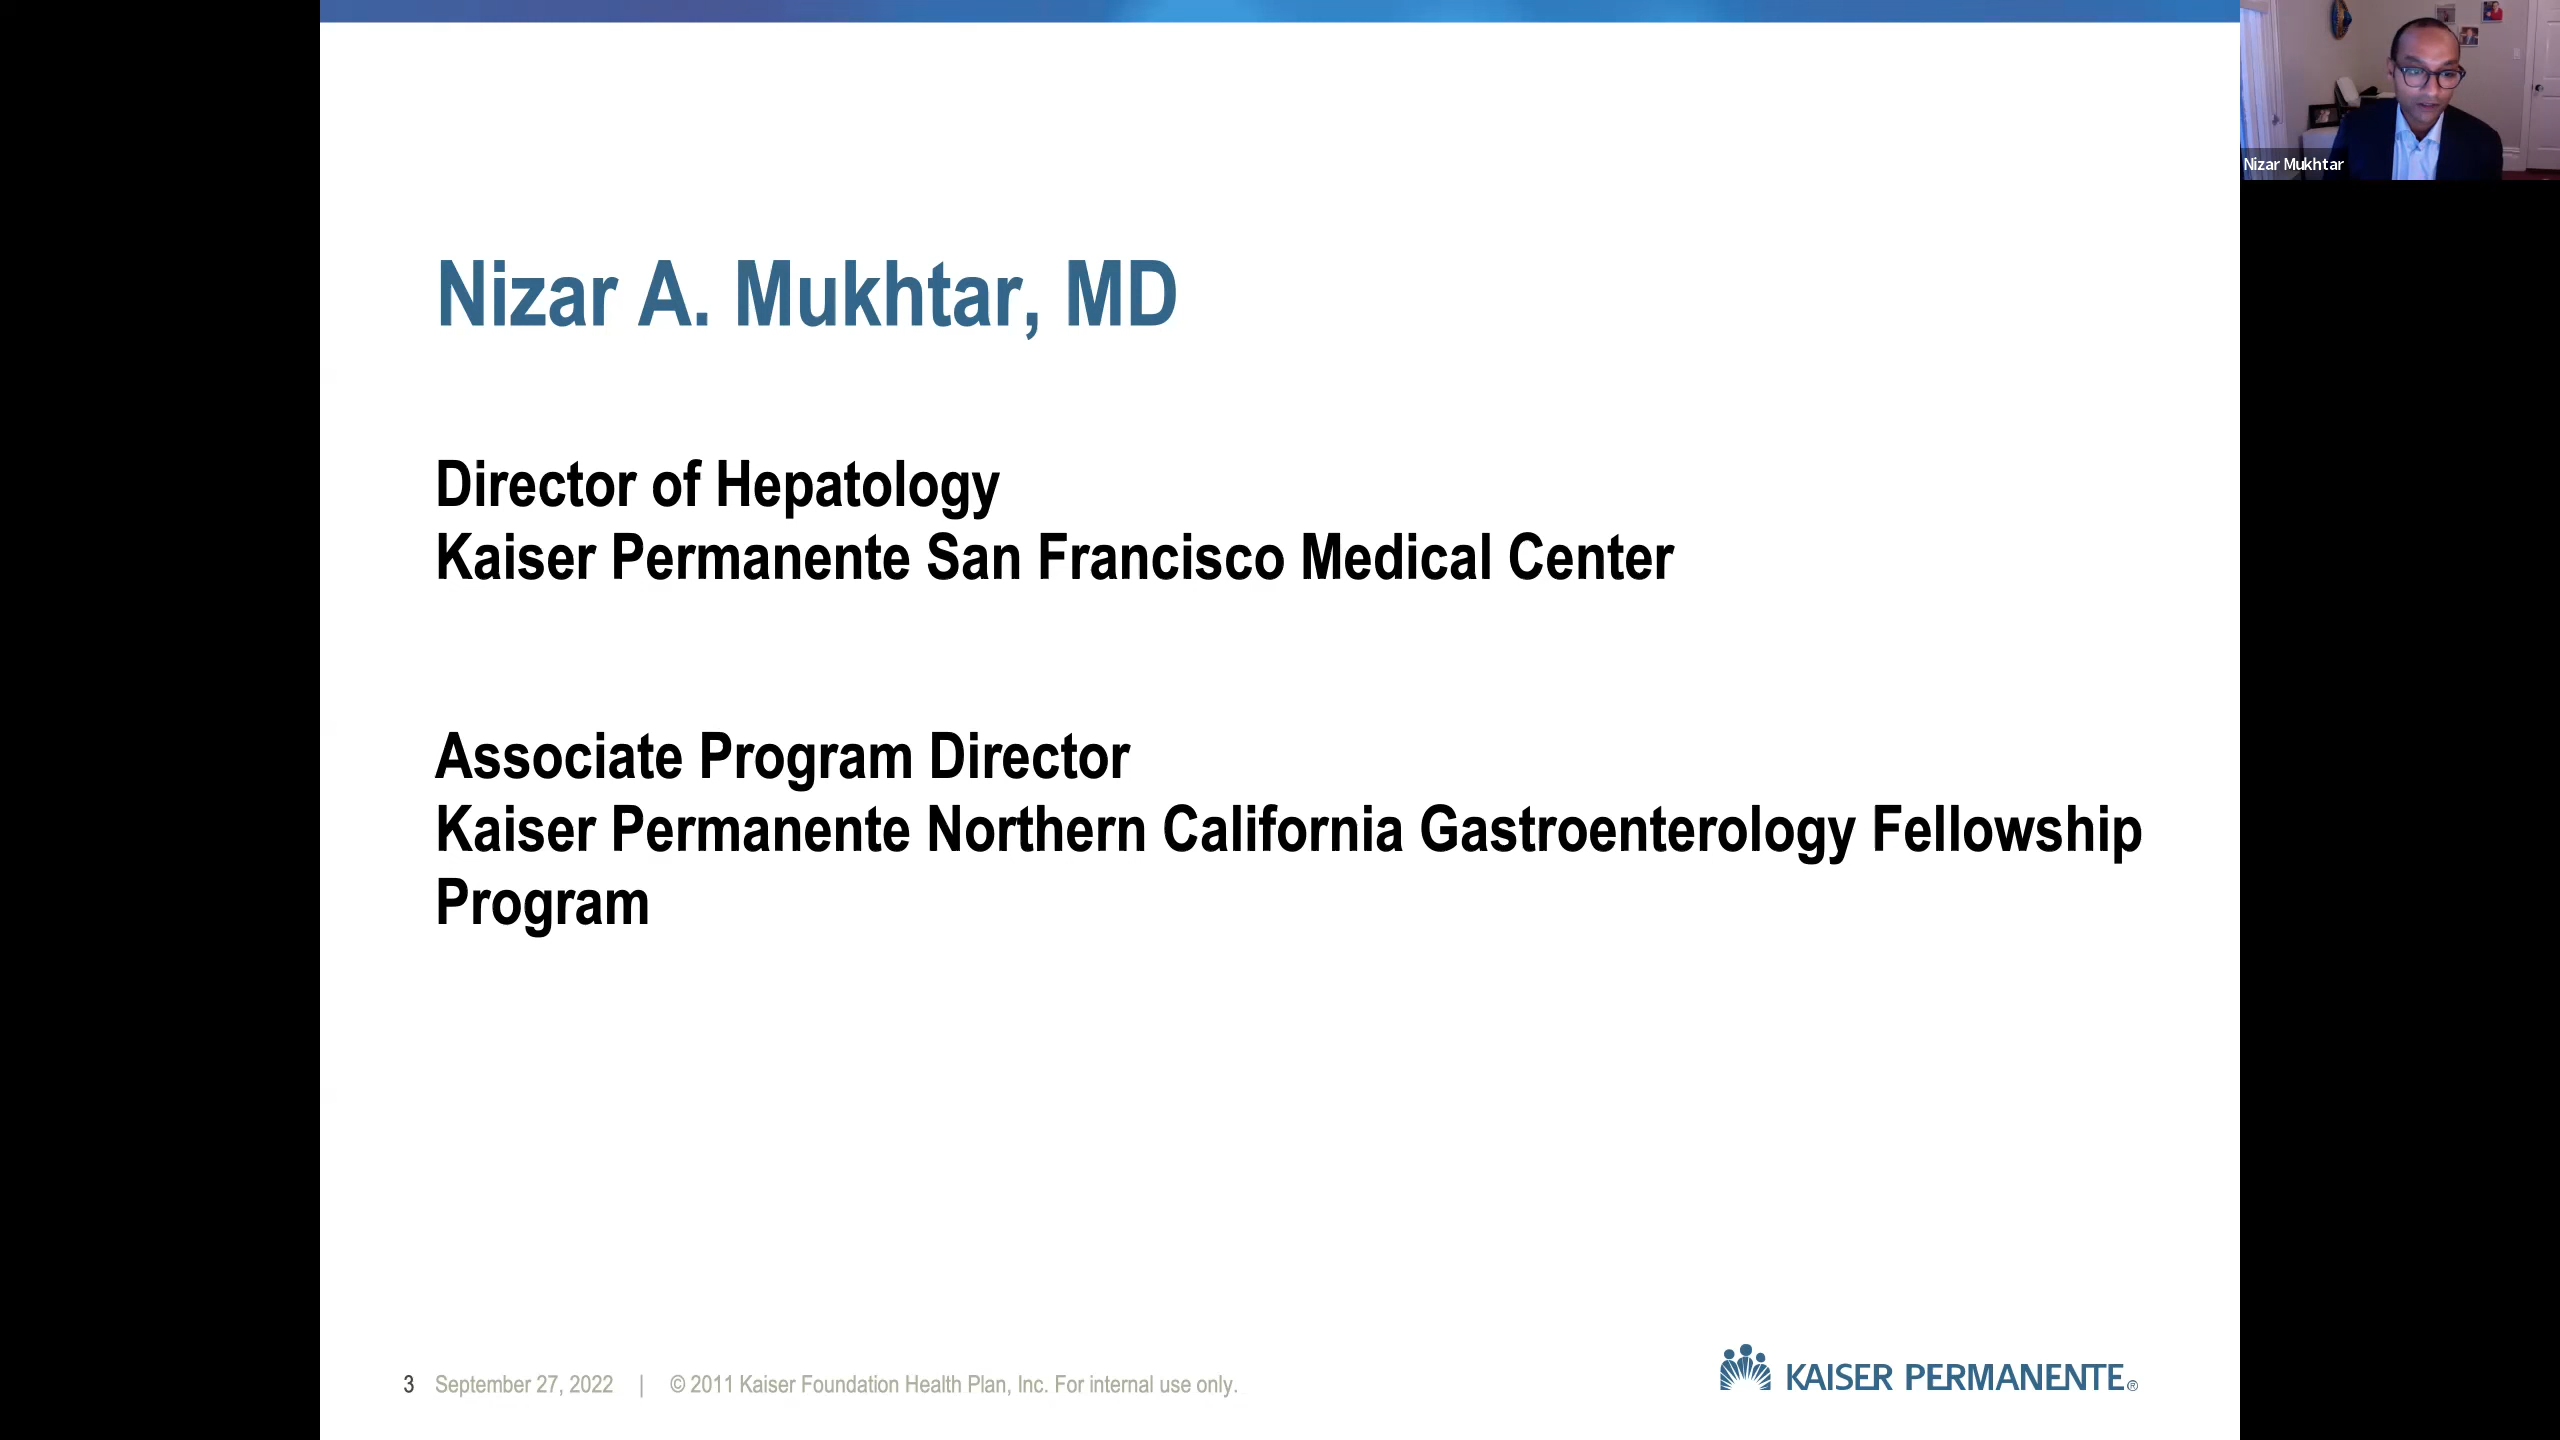 Nizar Mukhtar
Nizar A. Mukhtar, MD
Director of Hepatology
Kaiser Permanente San Francisco Medical Center
Associate Program Director
Kaiser Permanente Northern California Gastroenterology Fellowship
Program
3 September 27, 2022 | © 2011 Kaiser Foundation Health Plan, Inc. For internal use only.
KAISER PERMANENTE®